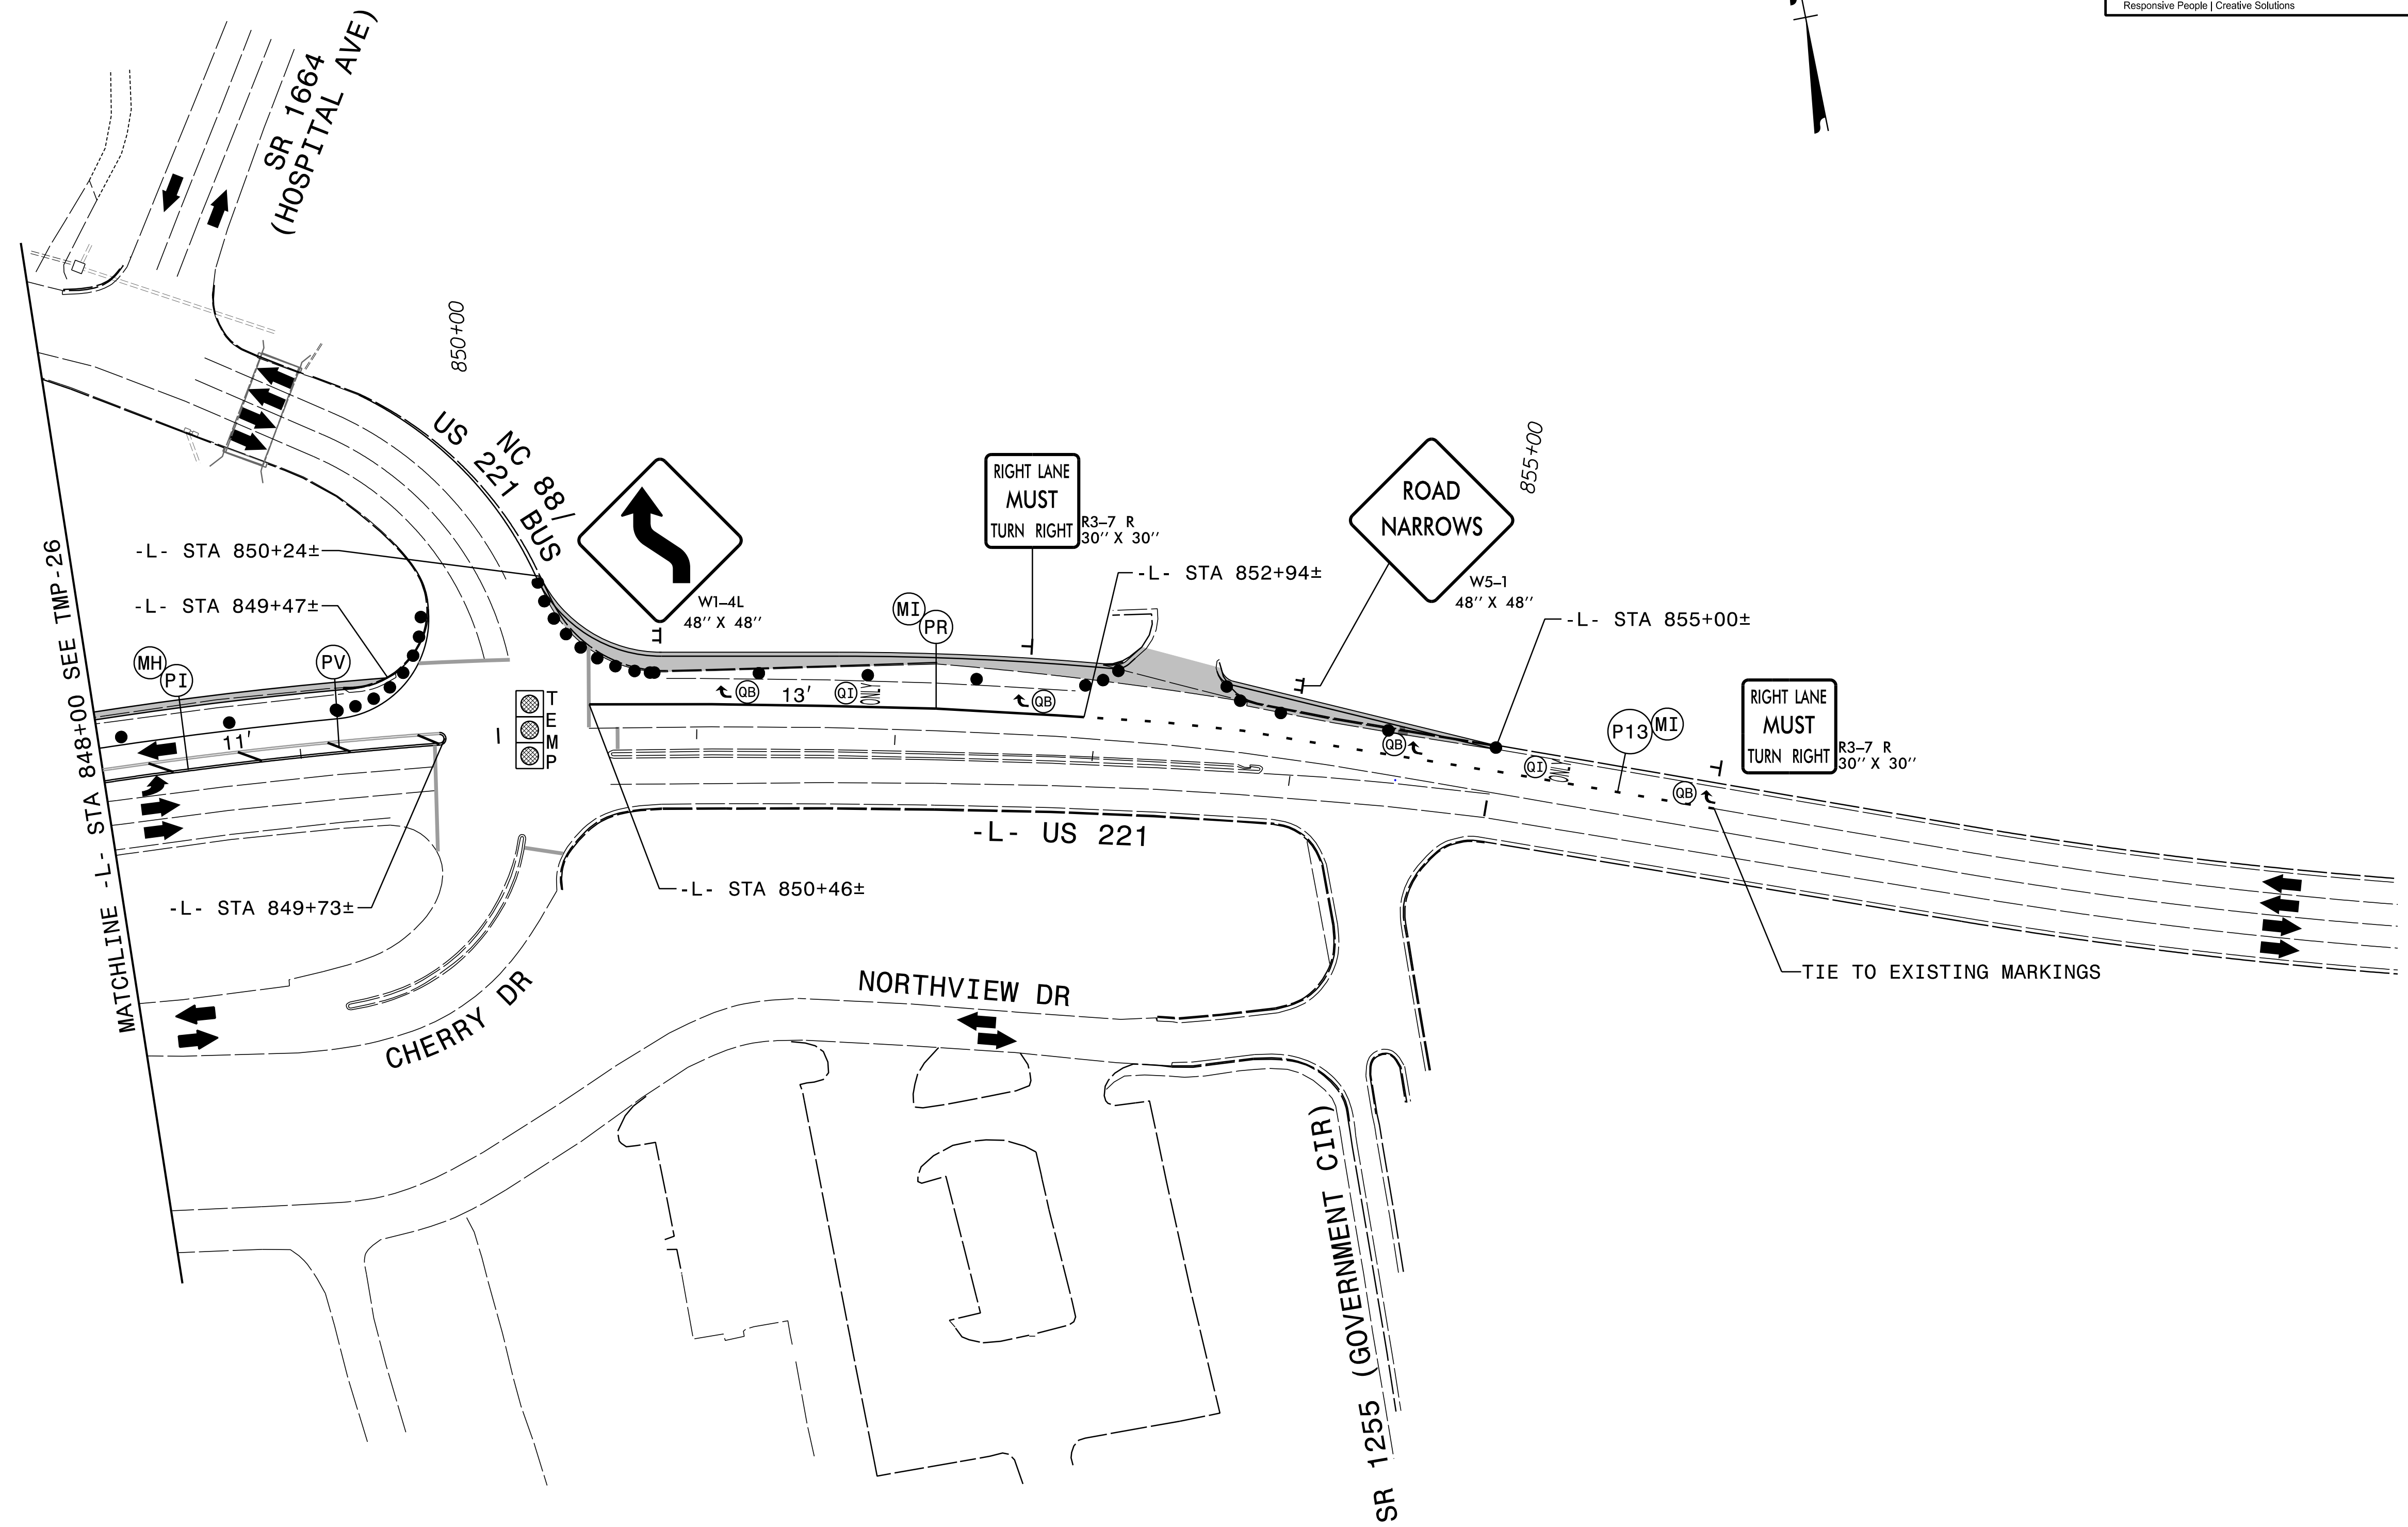 Responsive People | Creative Solutions
SR 1664
(HOSPITAL AVE)
850+00
NC 88/
US 221 BUS
-L- STA 850+24±
-L- STA 849+47±
MATCHLINE -L- STA 848+00 SEE TMP-26
MH
PI
PV
11'
TEMP
W1-4L
48" X 48"
QB
13'
QI
ONLY
QB
MI
PR
RIGHT LANE
MUST
TURN RIGHT
R3-7 R
30" X 30"
-L- STA 852+94±
ROAD
NARROWS
W5-1
48" X 48"
855+00
-L- STA 855+00±
QB
QI
ONLY
P13
MI
QB
RIGHT LANE
MUST
TURN RIGHT
R3-7 R
30" X 30"
-L- US 221
-L- STA 850+46±
-L- STA 849+73±
TIE TO EXISTING MARKINGS
CHERRY DR
NORTHVIEW DR
SR 1255 (GOVERNMENT CIR)